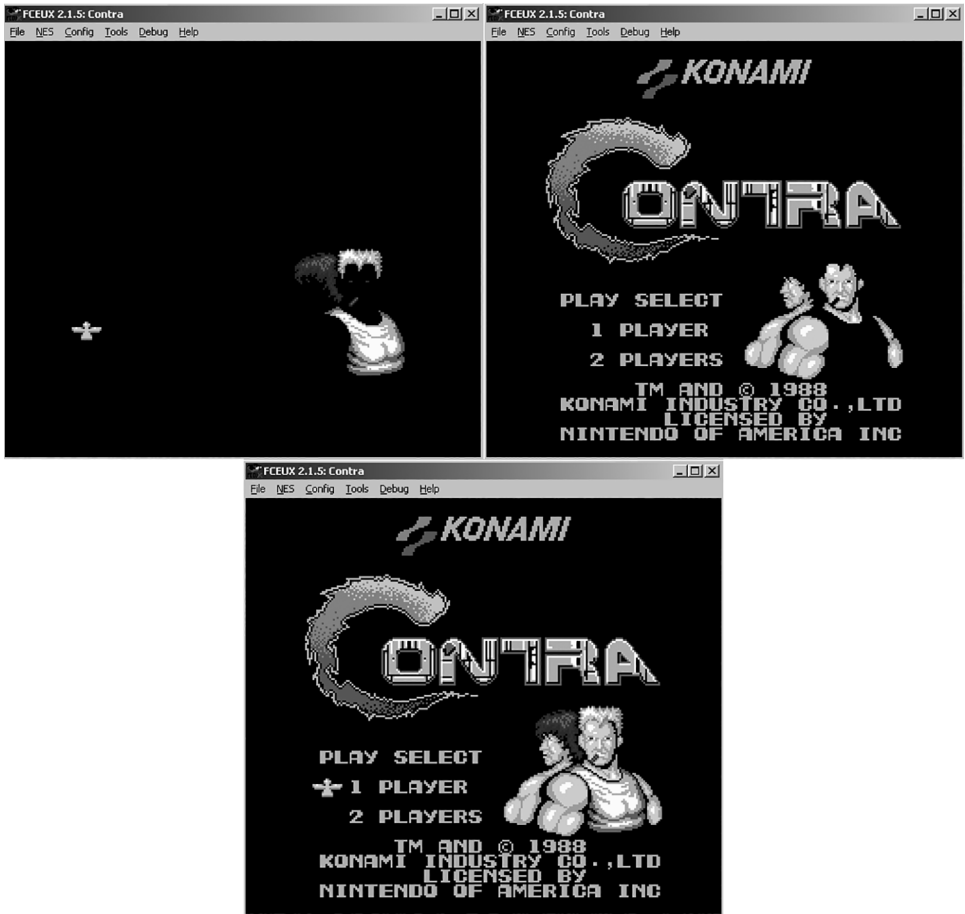 FCEUX 2.1.5: Contra
File NES Config Tools Debug Help
FCEUX 2.1.5: Contra
File NES Config Tools Debug Help
KONAMI
CONTRA
PLAY SELECT
1 PLAYER
2 PLAYERS
TM AND © 1988
KONAMI INDUSTRY CO.,LTD
LICENSED BY
NINTENDO OF AMERICA INC
FCEUX 2.1.5: Contra
File NES Config Tools Debug Help
KONAMI
CONTRA
PLAY SELECT
1 PLAYER
2 PLAYERS
TM AND © 1988
KONAMI INDUSTRY CO.,LTD
LICENSED BY
NINTENDO OF AMERICA INC